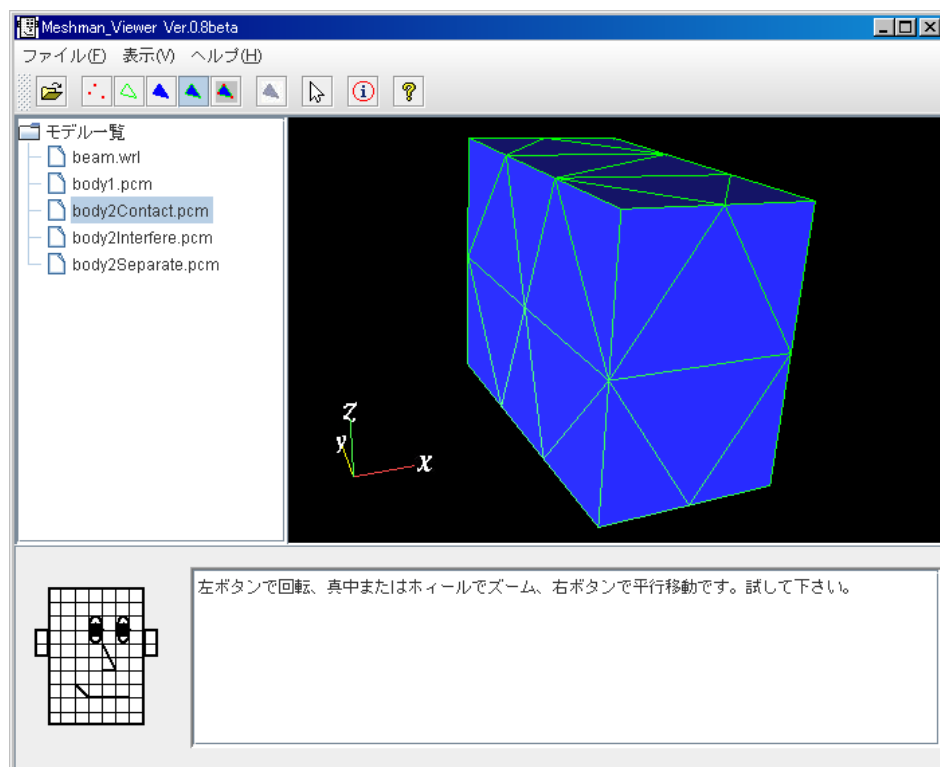 Meshman_Viewer Ver.0.8beta
ファイル(F) 表示(V) ヘルプ(H)
モデル一覧
beam.wrl
body1.pcm
body2Contact.pcm
body2Interfere.pcm
body2Separate.pcm
z
y
x
左ボタンで回転、真中またはホィールでズーム、右ボタンで平行移動です。試して下さい。